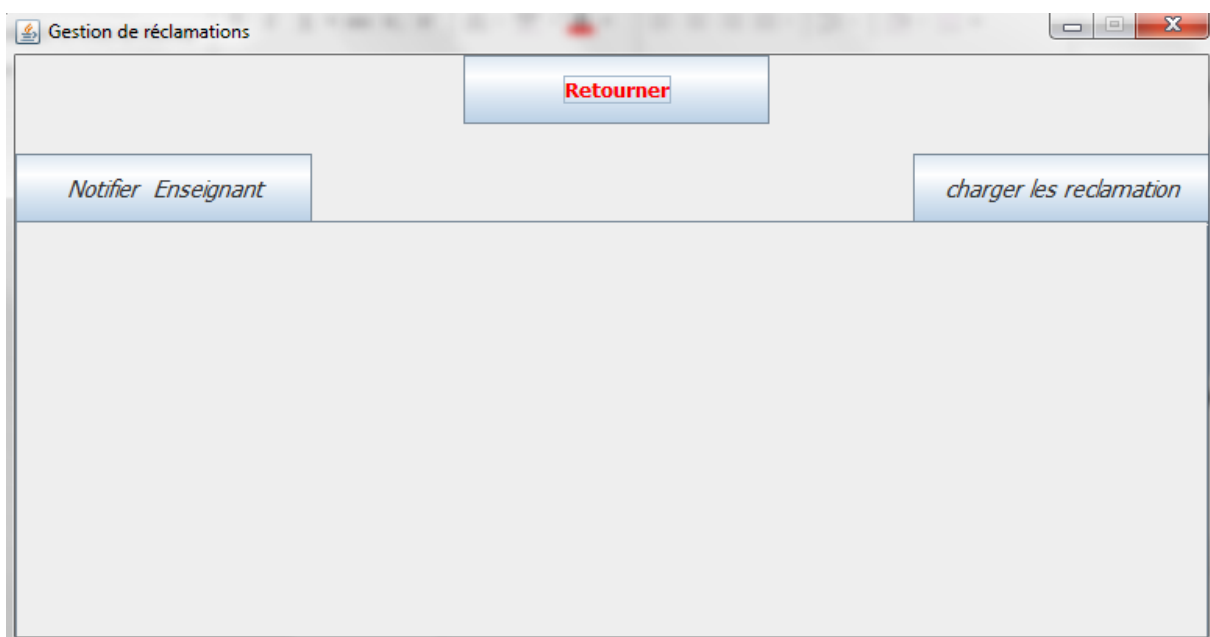 Gestion de réclamations
Retourner
Notifier Enseignant
charger les reclamation